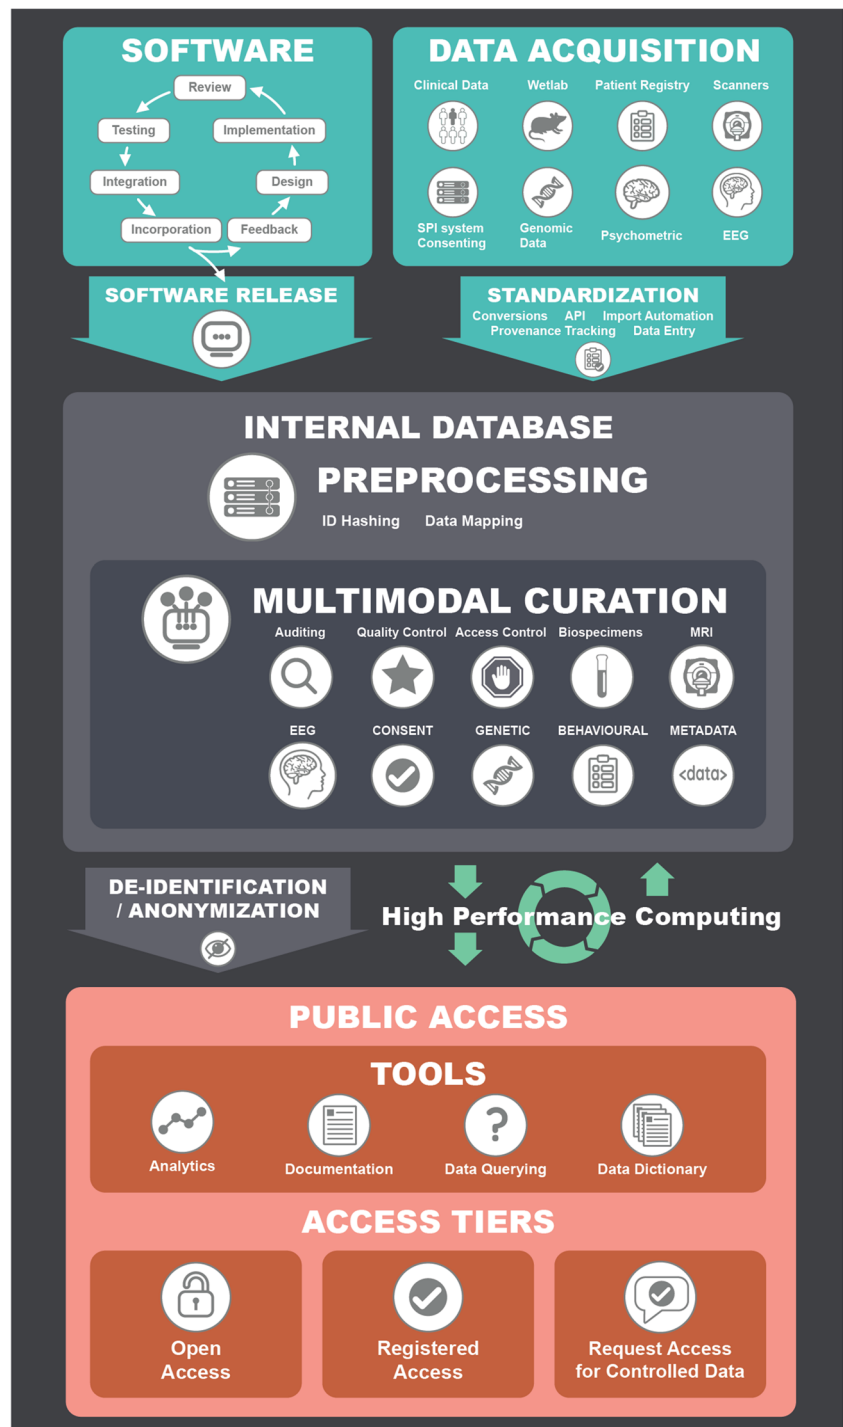 SOFTWARE
Review
Testing
Implementation
Integration
Design
Incorporation
Feedback
DATA ACQUISITION
Clinical Data
Wetlab
Patient Registry
Scanners
SPI system
Consenting
Genomic
Data
Psychometric
EEG
SOFTWARE RELEASE
STANDARDIZATION
Conversions API Import Automation
Provenance Tracking Data Entry
INTERNAL DATABASE
PREPROCESSING
ID Hashing Data Mapping
MULTIMODAL CURATION
Auditing Quality Control Access Control Biospecimens MRI
EEG CONSENT GENETIC BEHAVIOURAL METADATA
<data>
DE-IDENTIFICATION
/ ANONYMIZATION
High Performance Computing
PUBLIC ACCESS
TOOLS
?
Analytics
Documentation
Data Querying
Data Dictionary
ACCESS TIERS
Open
Access
Registered
Access
Request Access
for Controlled Data